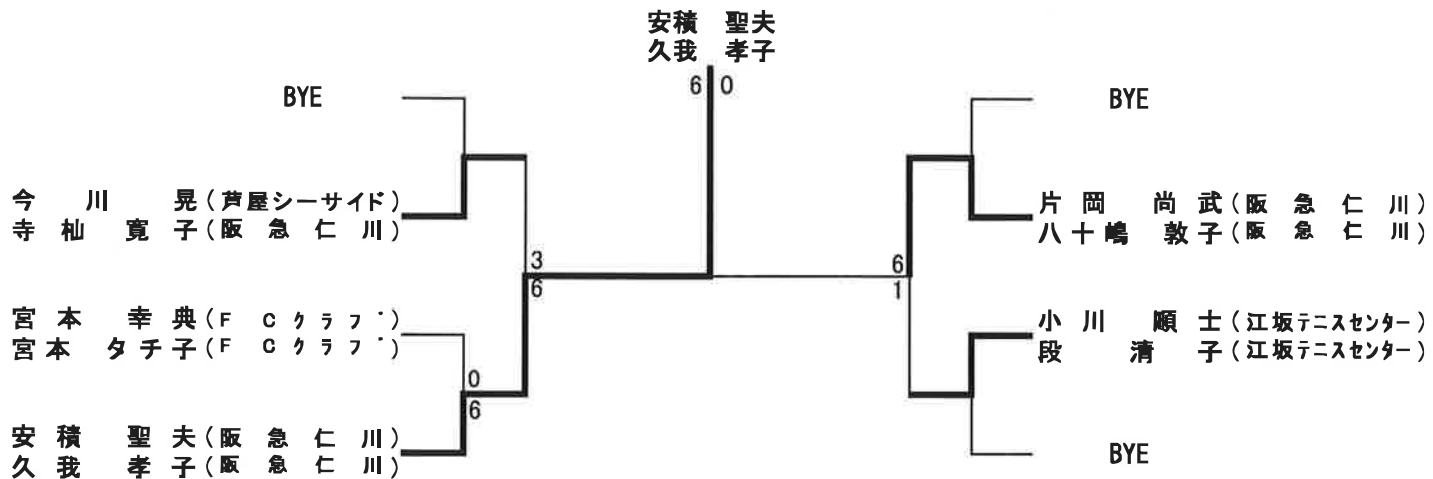 安積 聖夫
久我 孝子
6 0
BYE
今川 晃(芦屋シーサイド)
寺杣 寛子(阪急仁川)
3
6
宮本 幸典(FCクラブ)
宮本 タチ子(FCクラブ)
0
6
安積 聖夫(阪急仁川)
久我 孝子(阪急仁川)
BYE
片岡 尚武(阪急仁川)
八十嶋 敦子(阪急仁川)
6
1
小川 順士(江坂テニスセンター)
段 清子(江坂テニスセンター)
BYE